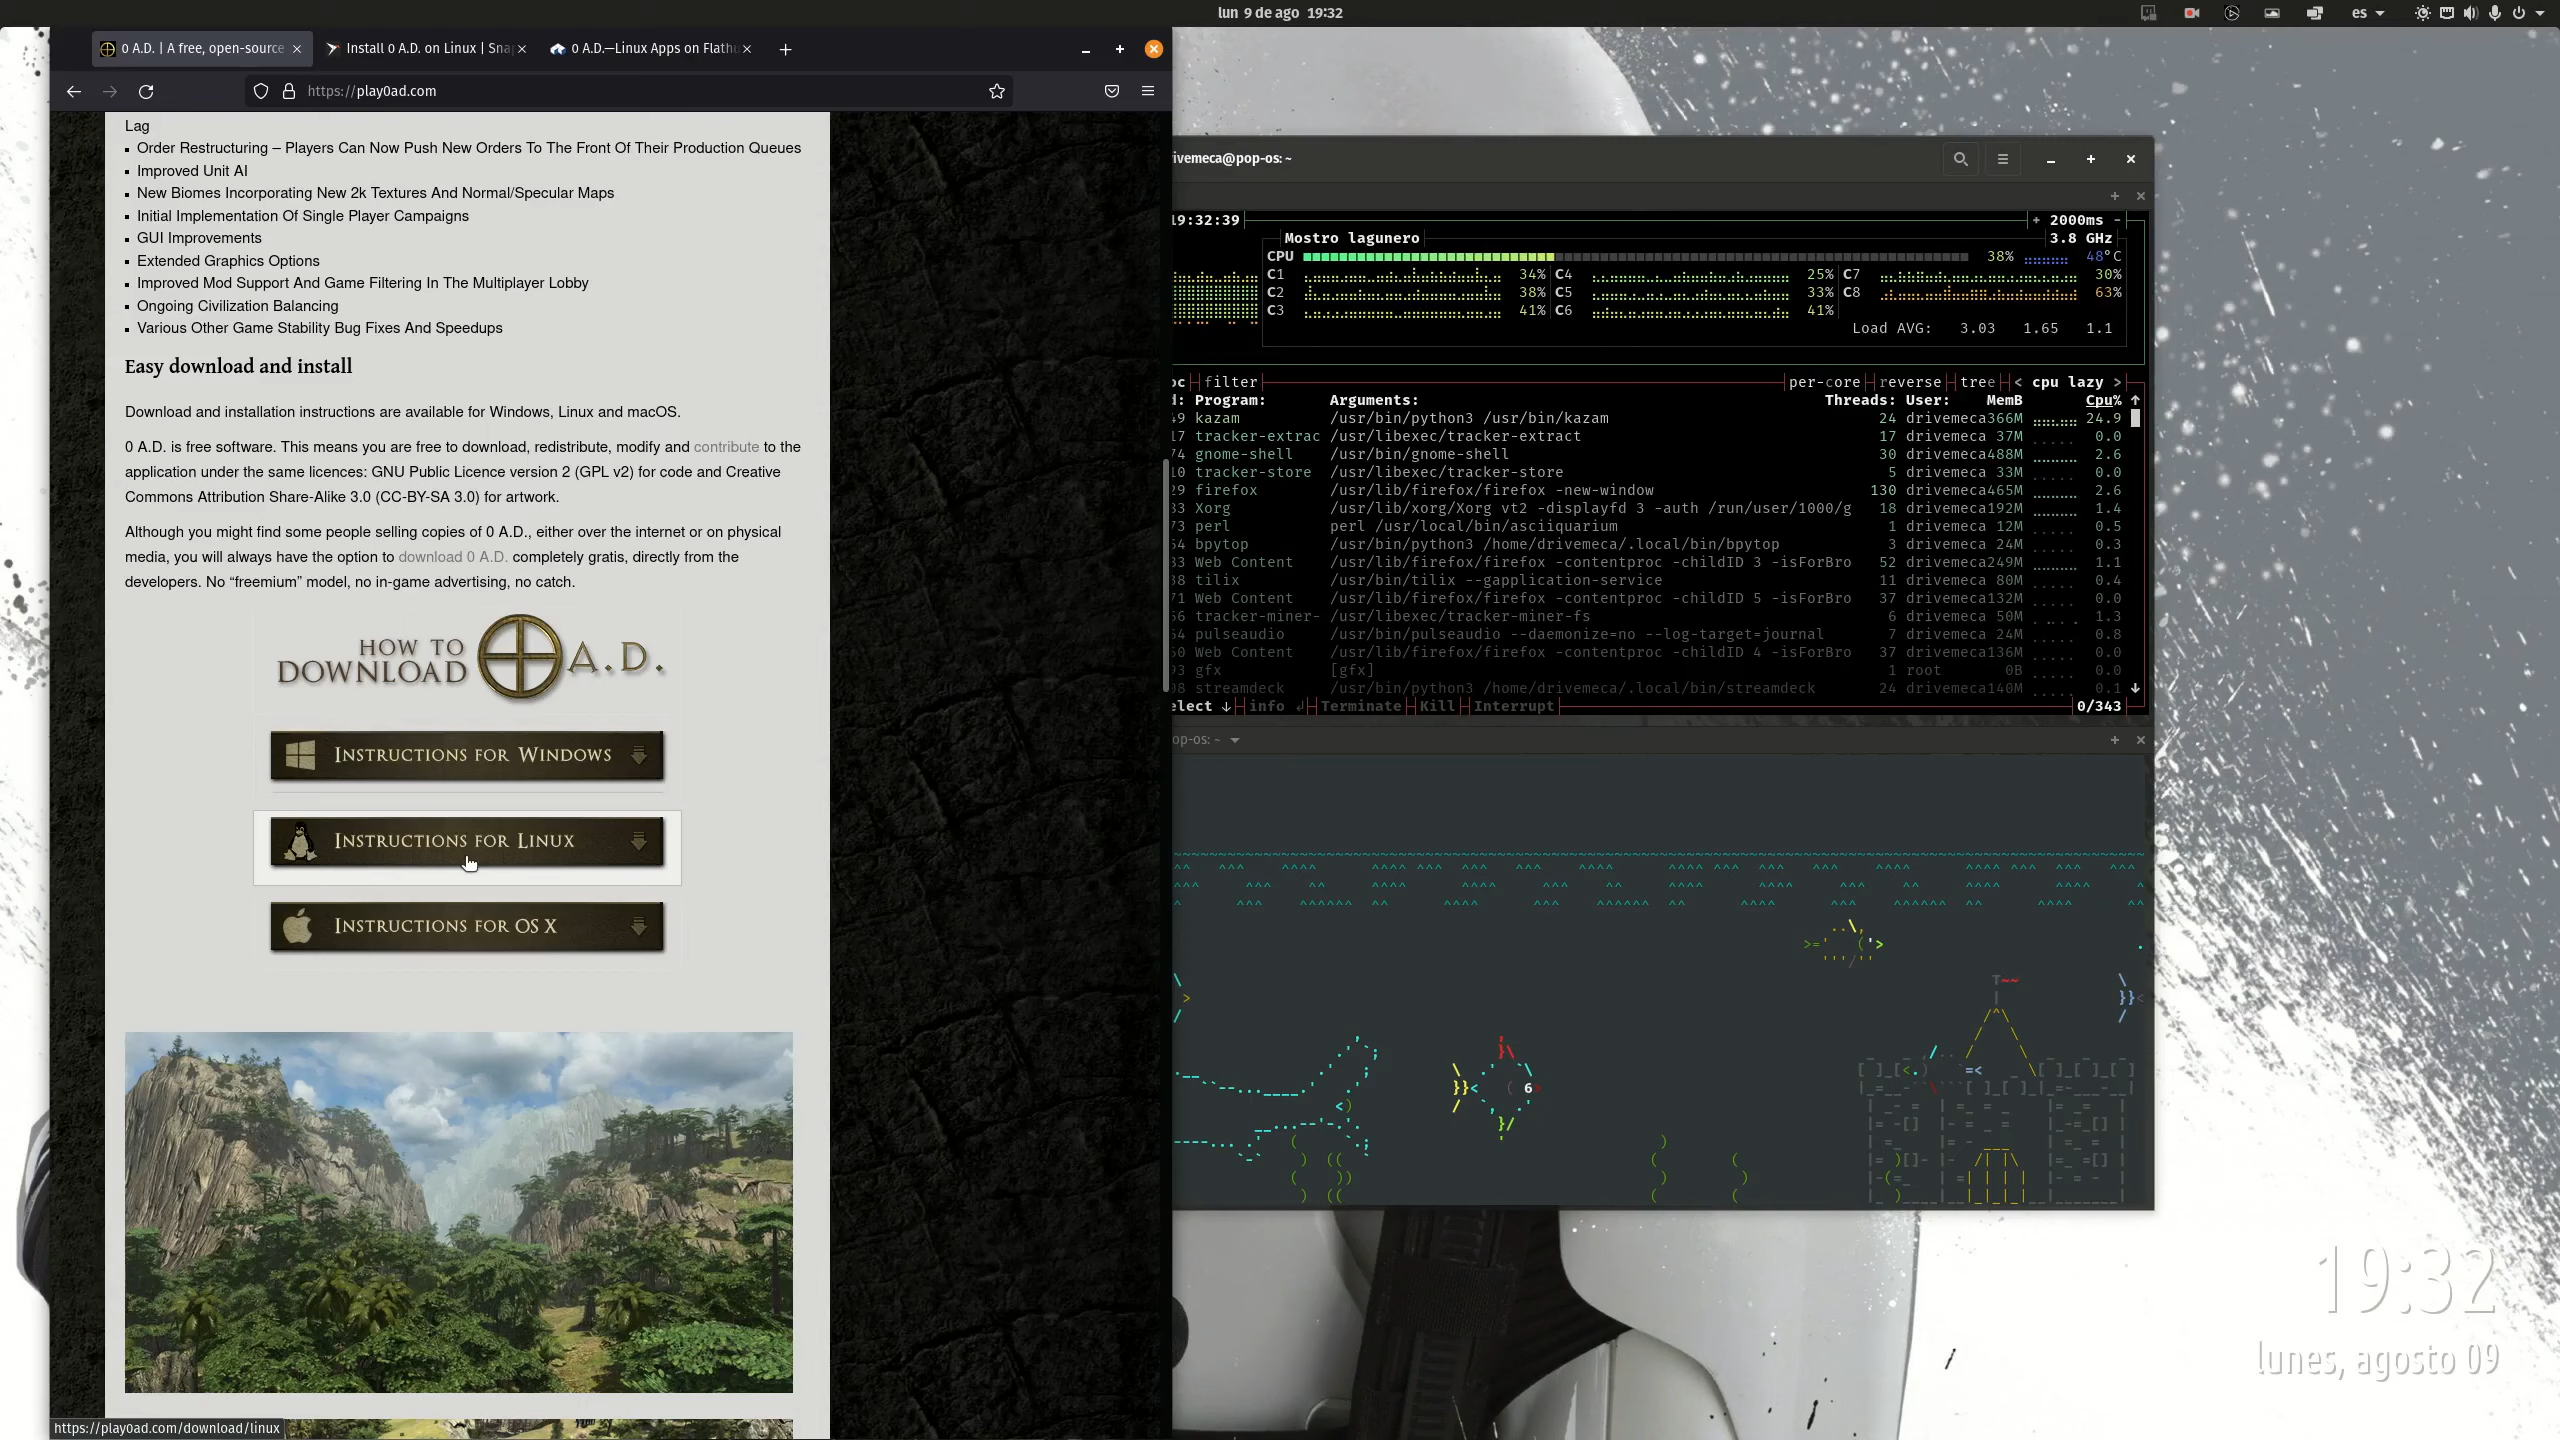 lun 9 de ago 19:32
es
0 A.D. | A free, open-source
Install 0 A.D. on Linux | Snap
0 A.D.—Linux Apps on Flathu
https://play0ad.com
Lag
Order Restructuring – Players Can Now Push New Orders To The Front Of Their Production Queues
Improved Unit AI
New Biomes Incorporating New 2k Textures And Normal/Specular Maps
Initial Implementation Of Single Player Campaigns
GUI Improvements
Extended Graphics Options
Improved Mod Support And Game Filtering In The Multiplayer Lobby
Ongoing Civilization Balancing
Various Other Game Stability Bug Fixes And Speedups
Easy download and install
Download and installation instructions are available for Windows, Linux and macOS.
0 A.D. is free software. This means you are free to download, redistribute, modify and contribute to the
application under the same licences: GNU Public Licence version 2 (GPL v2) for code and Creative
Commons Attribution Share-Alike 3.0 (CC-BY-SA 3.0) for artwork.
Although you might find some people selling copies of 0 A.D., either over the internet or on physical
media, you will always have the option to download 0 A.D. completely gratis, directly from the
developers. No “freemium” model, no in-game advertising, no catch.
HOW TO
DOWNLOAD 0 A.D.
INSTRUCTIONS FOR WINDOWS
INSTRUCTIONS FOR LINUX
INSTRUCTIONS FOR OS X
https://play0ad.com/download/linux
ivemeca@pop-os: ~
19:32:39 + 2000ms -
Mostro lagunero 3.8 GHz
CPU 38% 48°C
C1 34% C4 25% C7 30%
C2 38% C5 33% C8 63%
C3 41% C6 41%
Load AVG: 3.03 1.65 1.1
oc filter per-core reverse tree < cpu lazy >
d: Program: Arguments: Threads: User: MemB Cpu%
49 kazam /usr/bin/python3 /usr/bin/kazam 24 drivemeca366M 24.9
17 tracker-extrac /usr/libexec/tracker-extract 17 drivemeca 37M 0.0
74 gnome-shell /usr/bin/gnome-shell 30 drivemeca488M 2.6
10 tracker-store /usr/libexec/tracker-store 5 drivemeca 33M 0.0
29 firefox /usr/lib/firefox/firefox -new-window 130 drivemeca465M 2.6
33 Xorg /usr/lib/xorg/Xorg vt2 -displayfd 3 -auth /run/user/1000/g 18 drivemeca192M 1.4
73 perl perl /usr/local/bin/asciiquarium 1 drivemeca 12M 0.5
54 bpytop /usr/bin/python3 /home/drivemeca/.local/bin/bpytop 3 drivemeca 24M 0.3
33 Web Content /usr/lib/firefox/firefox -contentproc -childID 3 -isForBro 52 drivemeca249M 1.1
38 tilix /usr/bin/tilix --gapplication-service 11 drivemeca 80M 0.4
71 Web Content /usr/lib/firefox/firefox -contentproc -childID 5 -isForBro 37 drivemeca132M 0.0
56 tracker-miner- /usr/libexec/tracker-miner-fs 6 drivemeca 50M 1.3
54 pulseaudio /usr/bin/pulseaudio --daemonize=no --log-target=journal 7 drivemeca 24M 0.8
50 Web Content /usr/lib/firefox/firefox -contentproc -childID 4 -isForBro 37 drivemeca136M 0.0
93 gfx [gfx] 1 root 0B 0.0
08 streamdeck /usr/bin/python3 /home/drivemeca/.local/bin/streamdeck 24 drivemeca140M 0.1
elect ↓ info ↲ Terminate Kill Interrupt 0/343
op-os: ~
19:32
lunes, agosto 09